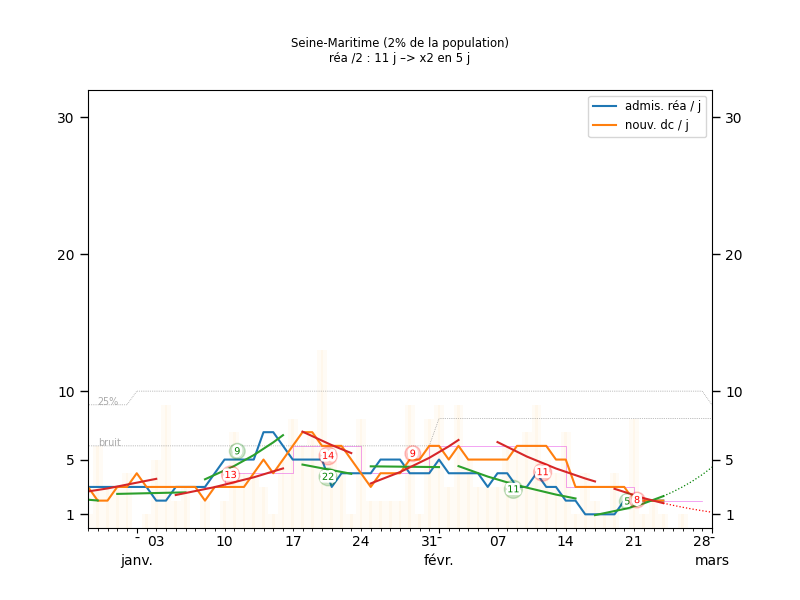 Seine-Maritime (2% de la population)
réa /2 : 11 j –> x2 en 5 j
admis. réa / j
nouv. dc / j
30 30
20 20
10 10
25%
bruit
5 5
1 1
9
13
14
22
9
11
11
5
8
03 10 17 24 31 07 14 21 28
janv. févr. mars